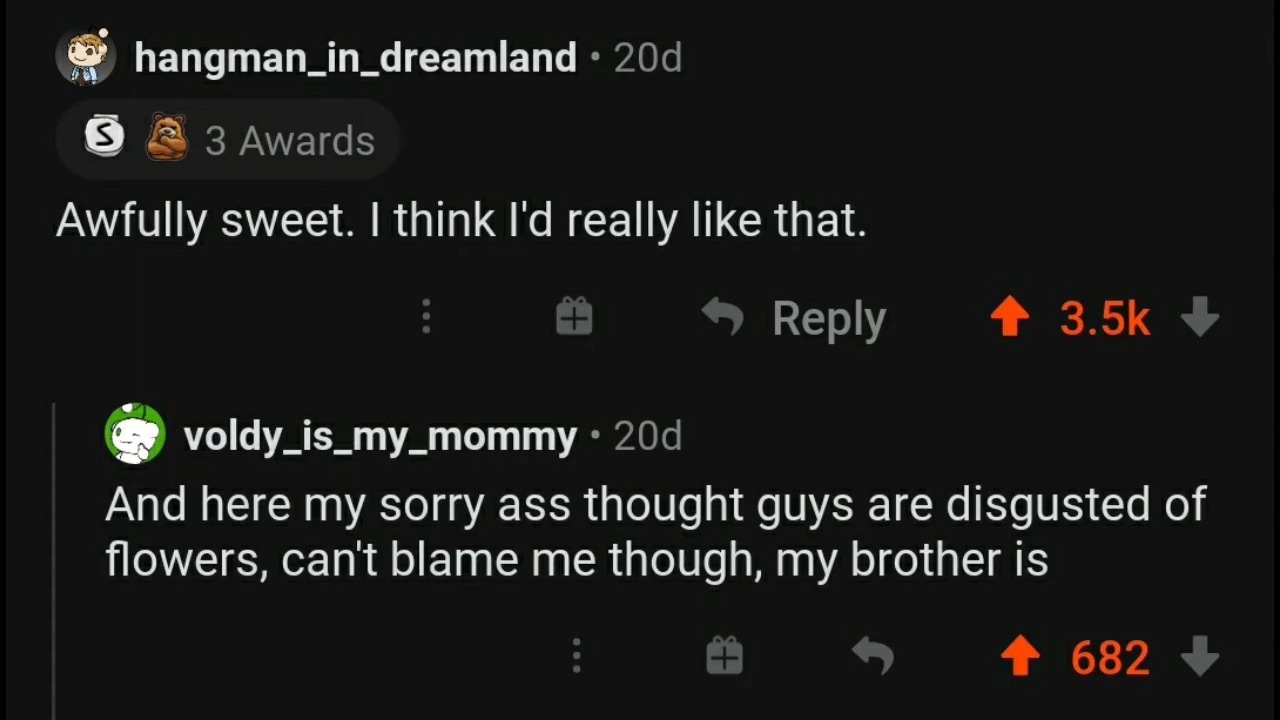 hangman_in_dreamland • 20d
S 3 Awards
Awfully sweet. I think I'd really like that.
Reply 3.5k
voldy_is_my_mommy • 20d
And here my sorry ass thought guys are disgusted of
flowers, can't blame me though, my brother is
682